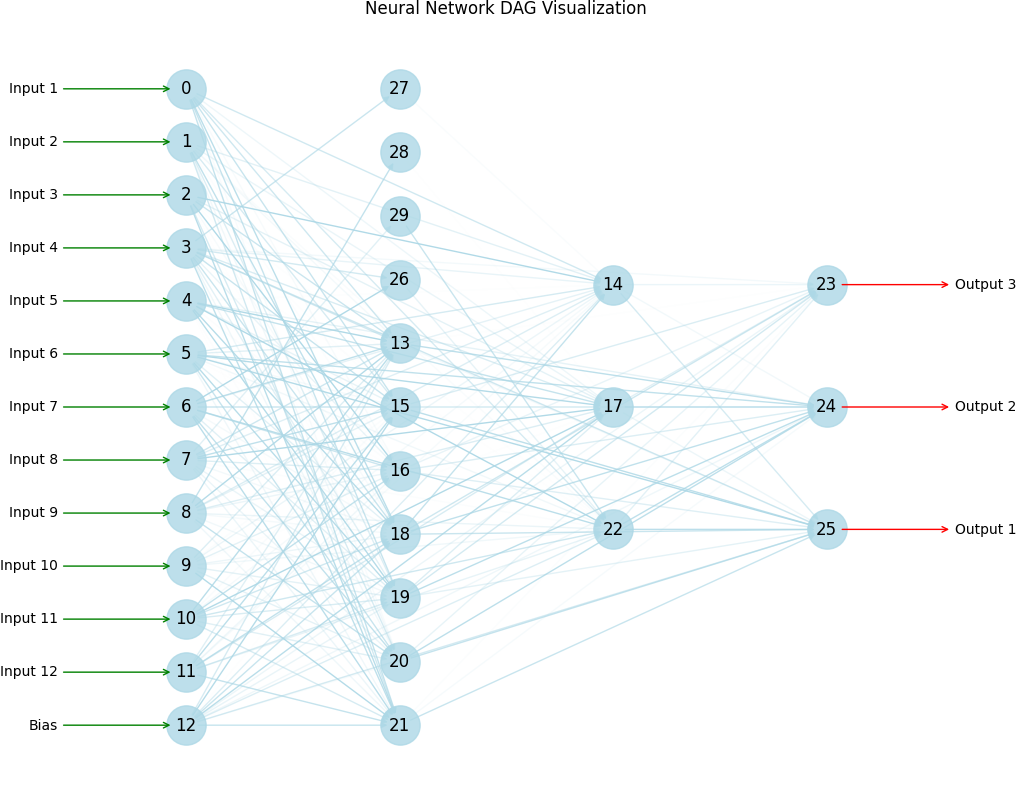 Neural Network DAG Visualization
Input 1
0
27
Input 2
1
28
Input 3
2
29
Input 4
3
26
14
23
Output 3
Input 5
4
13
Input 6
5
Input 7
6
15
17
24
Output 2
Input 8
7
16
Input 9
8
18
22
25
Output 1
Input 10
9
19
Input 11
10
20
Input 12
11
Bias
12
21